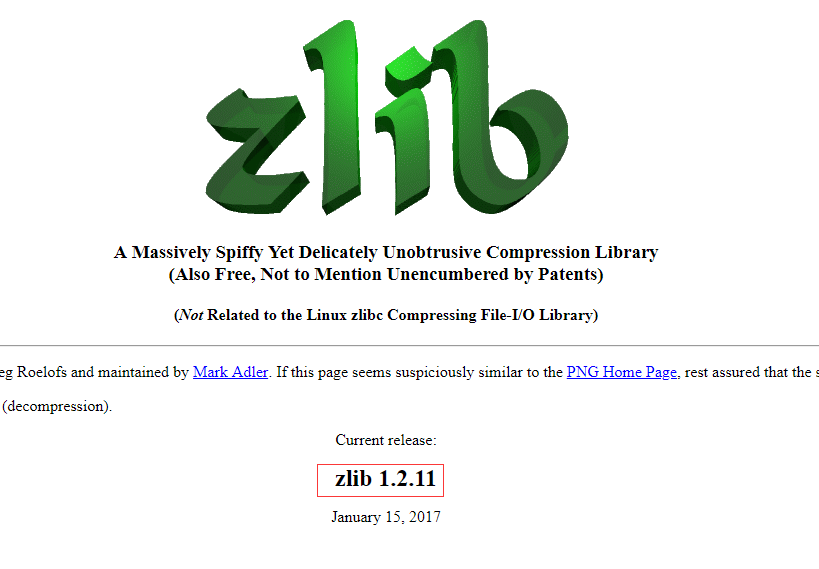 zlib
A Massively Spiffy Yet Delicately Unobtrusive Compression Library
(Also Free, Not to Mention Unencumbered by Patents)
(Not Related to the Linux zlibc Compressing File-I/O Library)
eg Roelofs and maintained by Mark Adler. If this page seems suspiciously similar to the PNG Home Page, rest assured that the s
(decompression).
Current release:
zlib 1.2.11
January 15, 2017